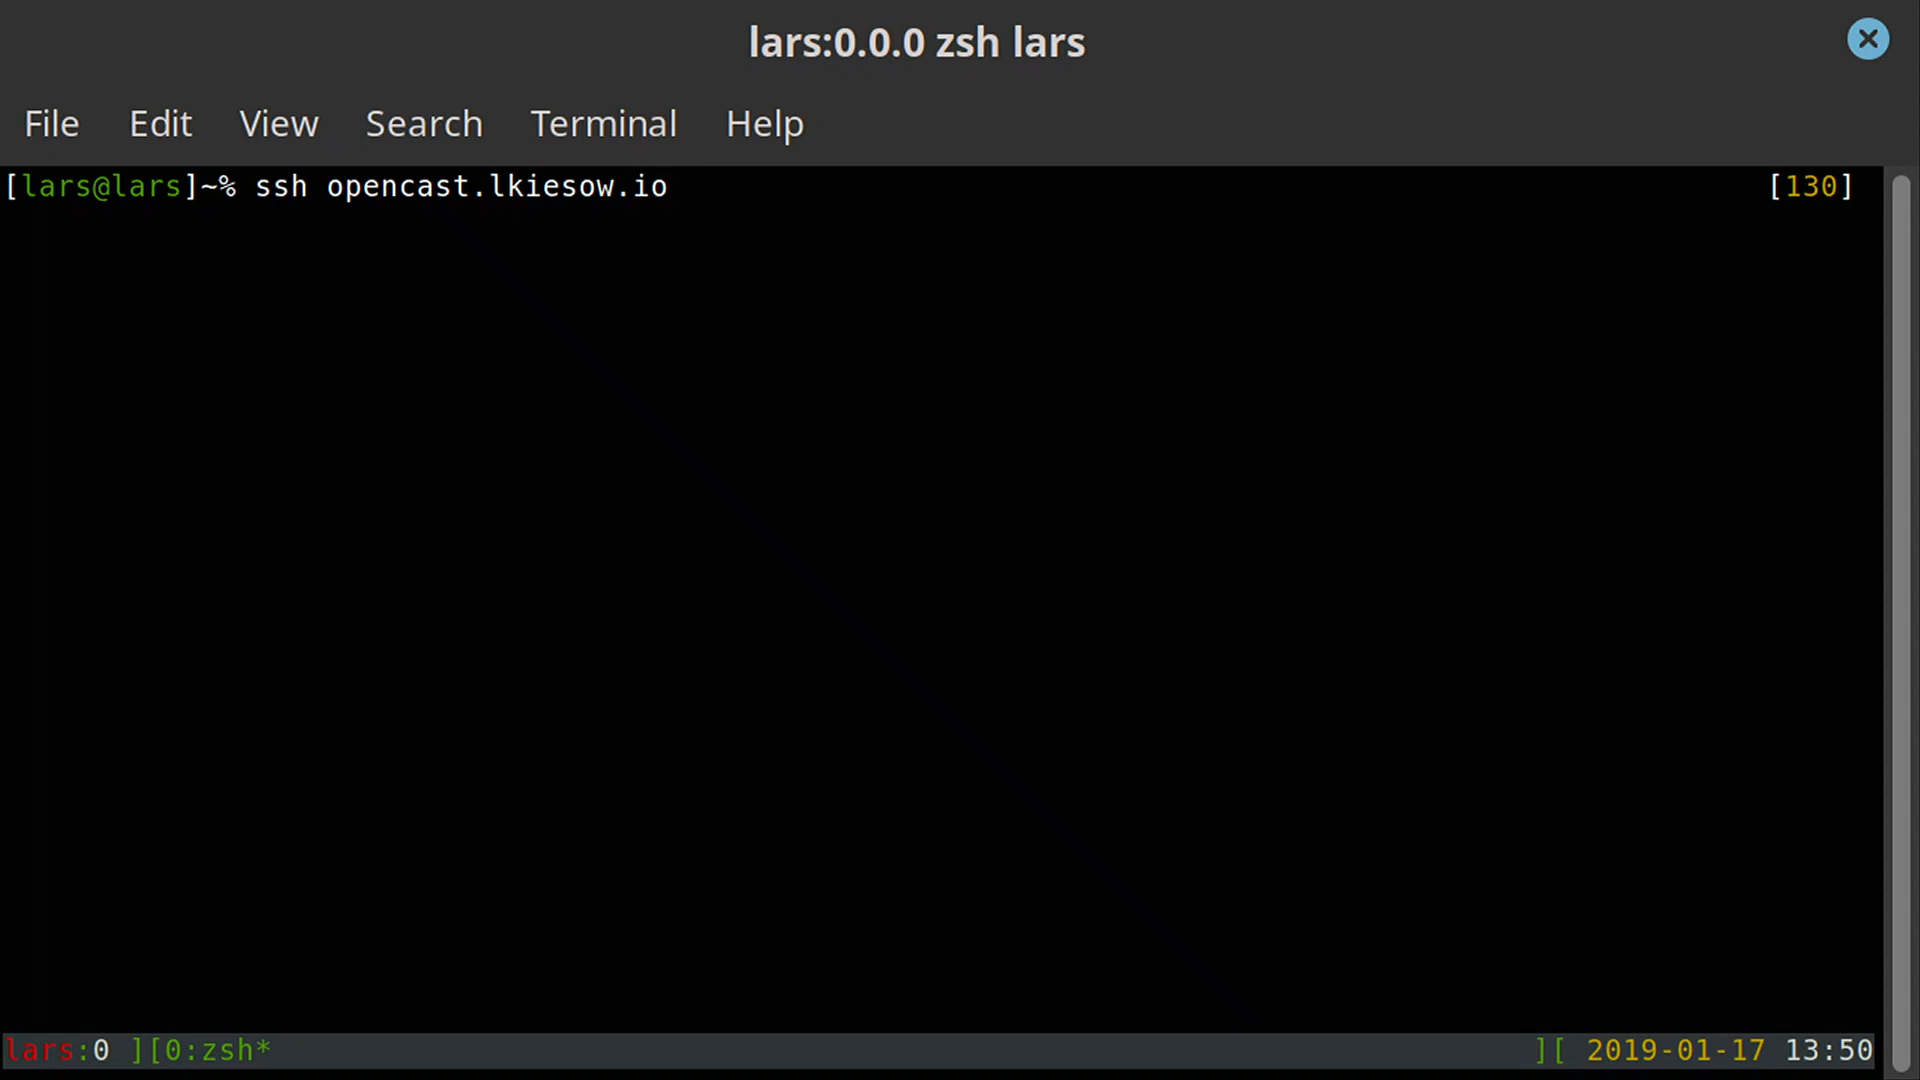 lars:0.0.0 zsh lars
File Edit View Search Terminal Help
[lars@lars]~% ssh opencast.lkiesow.io [130]
lars:0 ][0:zsh* ][ 2019-01-17 13:50